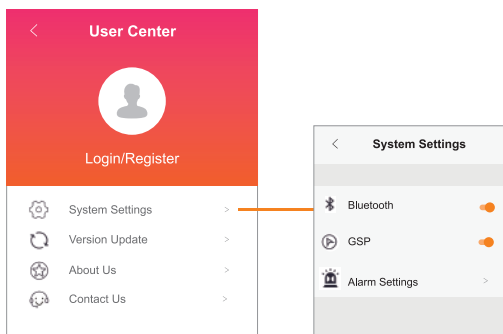 User Center
Login/Register
System Settings
Version Update
About Us
Contact Us
System Settings
Bluetooth
GSP
Alarm Settings